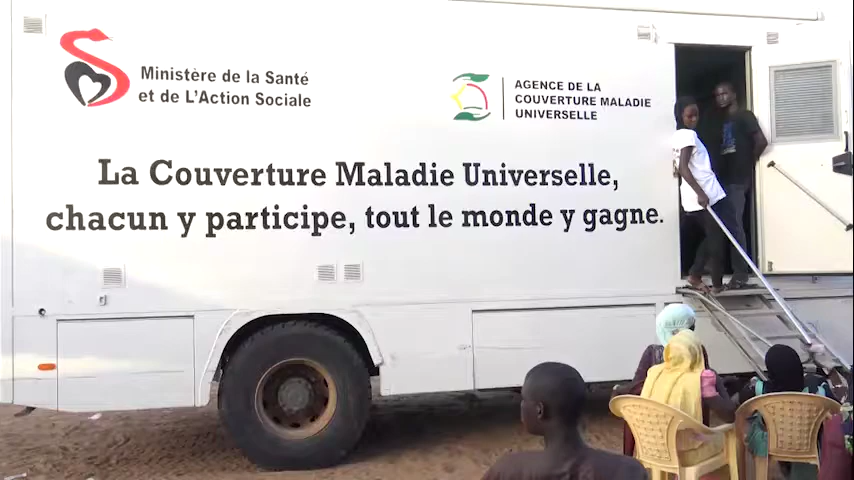 Ministère de la Santé
et de L'Action Sociale
AGENCE DE LA
COUVERTURE MALADIE
UNIVERSELLE
La Couverture Maladie Universelle,
chacun y participe, tout le monde y gagne.